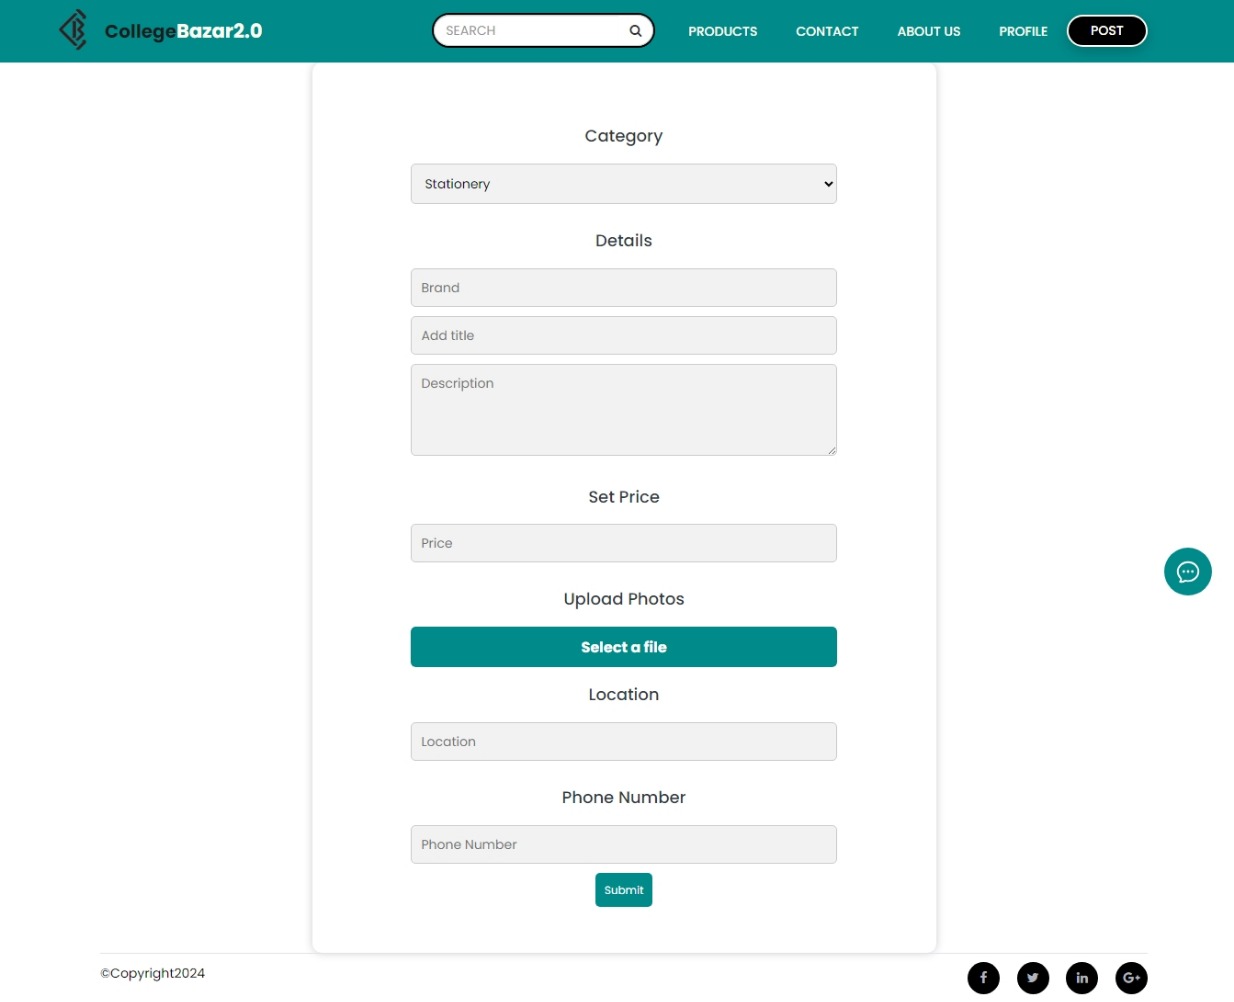 CollegeBazar2.0 SEARCH PRODUCTS CONTACT ABOUT US PROFILE POST
Category
Stationery
Details
Brand
Add title
Description
Set Price
Price
Upload Photos
Select a file
Location
Location
Phone Number
Phone Number
Submit
©Copyright2024